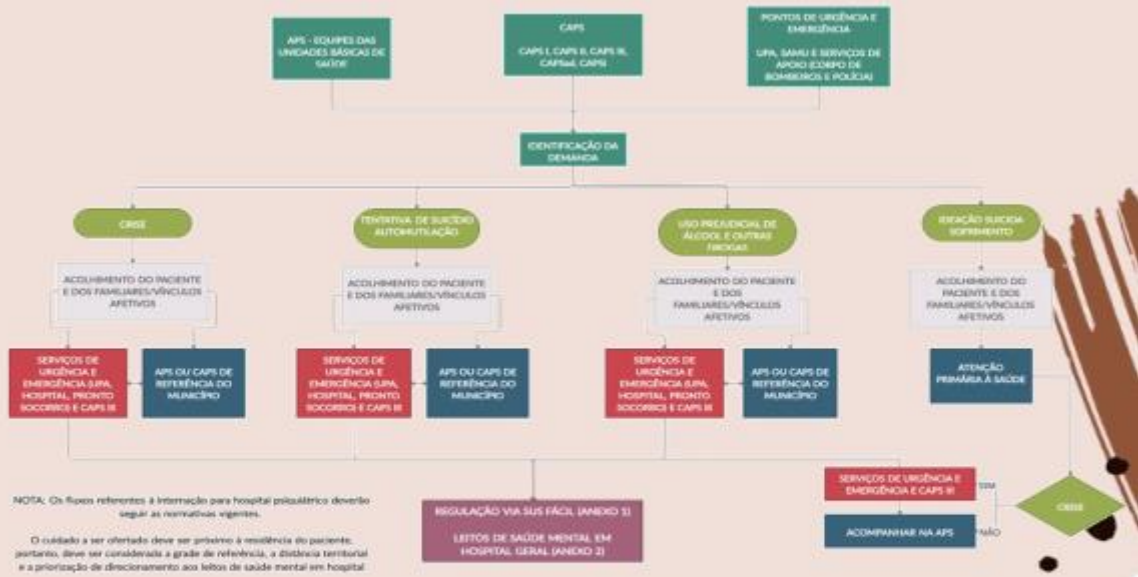 APS - EQUIPES DAS
UNIDADES BÁSICAS DE
SAÚDE
CAPS
CAPS I, CAPS II, CAPS III,
CAPSad, CAPSi
PONTOS DE URGÊNCIA E
EMERGÊNCIA
UPA, SAMU E SERVIÇOS DE
APOIO (CORPO DE
BOMBEIROS E POLÍCIA)
IDENTIFICAÇÃO DA
DEMANDA
CRISE
TENTATIVA DE SUICÍDIO
AUTOMUTILAÇÃO
USO PREJUDICIAL DE
ÁLCOOL E OUTRAS
DROGAS
IDEAÇÃO SUICIDA
SOFRIMENTO
ACOLHIMENTO DO PACIENTE
E DOS FAMILIARES/VÍNCULOS
AFETIVOS
ACOLHIMENTO DO PACIENTE
E DOS FAMILIARES/VÍNCULOS
AFETIVOS
ACOLHIMENTO DO PACIENTE
E DOS
FAMILIARES/VÍNCULOS
AFETIVOS
ACOLHIMENTO DO
PACIENTE E DOS
FAMILIARES/VÍNCULOS
AFETIVOS
SERVIÇOS DE
URGÊNCIA E
EMERGÊNCIA (UPA,
HOSPITAL, PRONTO
SOCORRO) E CAPS III
APS OU CAPS DE
REFERÊNCIA DO
MUNICÍPIO
SERVIÇOS DE
URGÊNCIA E
EMERGÊNCIA (UPA,
HOSPITAL, PRONTO
SOCORRO) E CAPS III
APS OU CAPS DE
REFERÊNCIA DO
MUNICÍPIO
SERVIÇOS DE
URGÊNCIA E
EMERGÊNCIA (UPA,
HOSPITAL, PRONTO
SOCORRO) E CAPS III
APS OU CAPS DE
REFERÊNCIA DO
MUNICÍPIO
ATENÇÃO
PRIMÁRIA À SAÚDE
SERVIÇOS DE URGÊNCIA E
EMERGÊNCIA E CAPS III
SIM
CRISE
ACOMPANHAR NA APS
NÃO
REGULAÇÃO VIA SUS FÁCIL (ANEXO 1)
LEITOS DE SAÚDE MENTAL EM
HOSPITAL GERAL (ANEXO 2)
NOTA: Os fluxos referentes à internação para hospital psiquiátrico deverão
seguir as normativas vigentes.
O cuidado a ser ofertado deve ser próximo à residência do paciente,
portanto, deve ser considerada a grade de referência, a distância territorial
e a priorização de direcionamento aos leitos de saúde mental em hospital